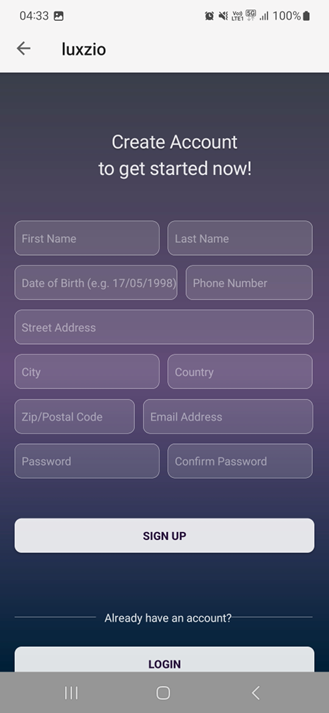 04:33 100%
luxzio
Create Account
to get started now!
First Name Last Name
Date of Birth (e.g. 17/05/1998) Phone Number
Street Address
City Country
Zip/Postal Code Email Address
Password Confirm Password
SIGN UP
Already have an account?
LOGIN